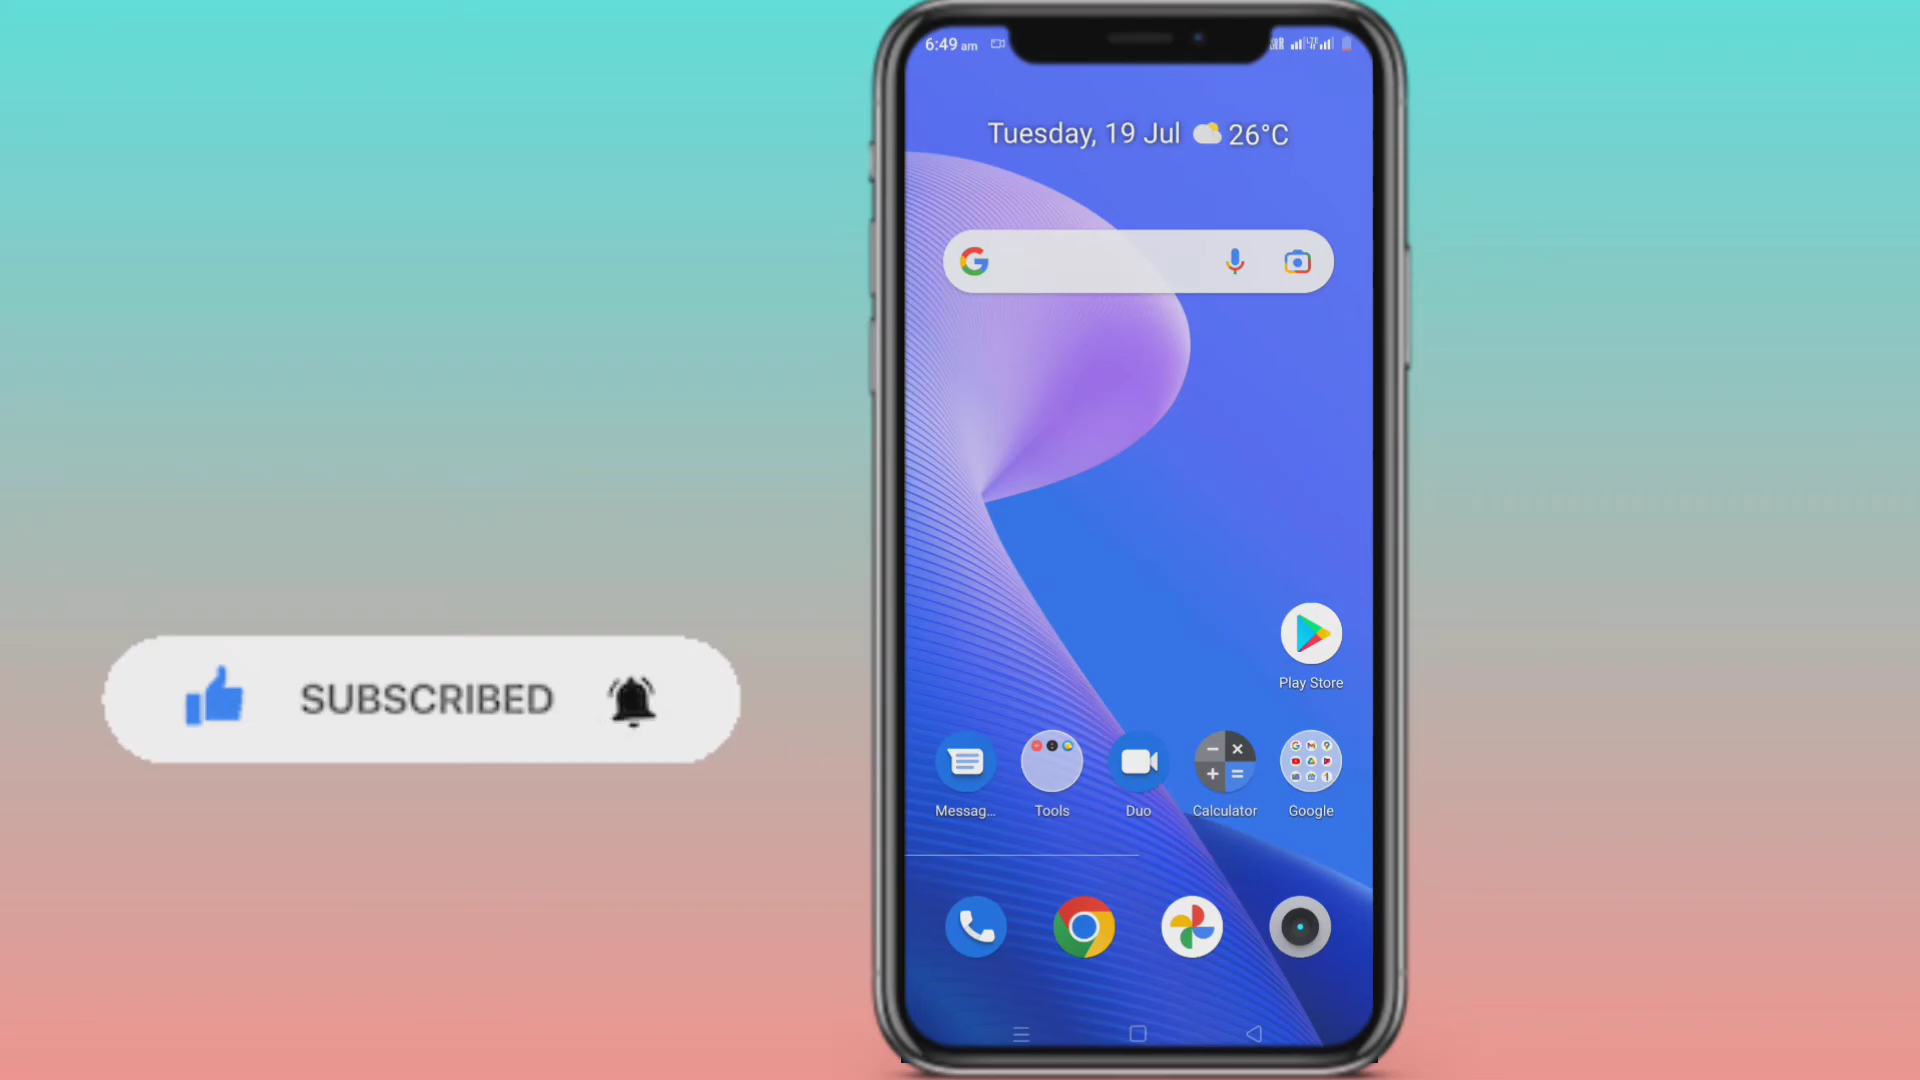 6:49 am
Tuesday, 19 Jul 26°C
Play Store
Messag...
Tools
Duo
Calculator
Google
SUBSCRIBED